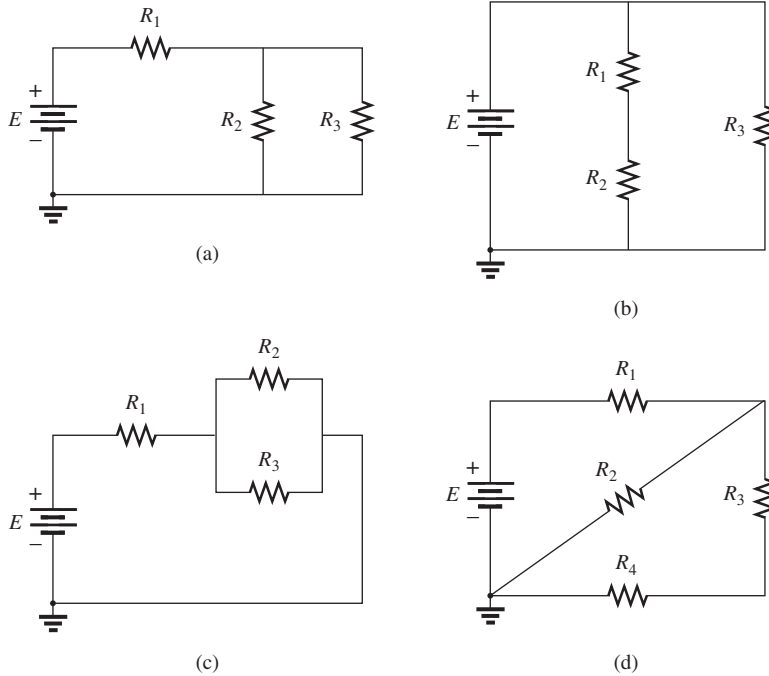 R1
+
E
−
R2
R3
(a)
+
E
−
R1
R2
R3
(b)
R2
R1
R3
+
E
−
(c)
R1
+
E
−
R2
R3
R4
(d)